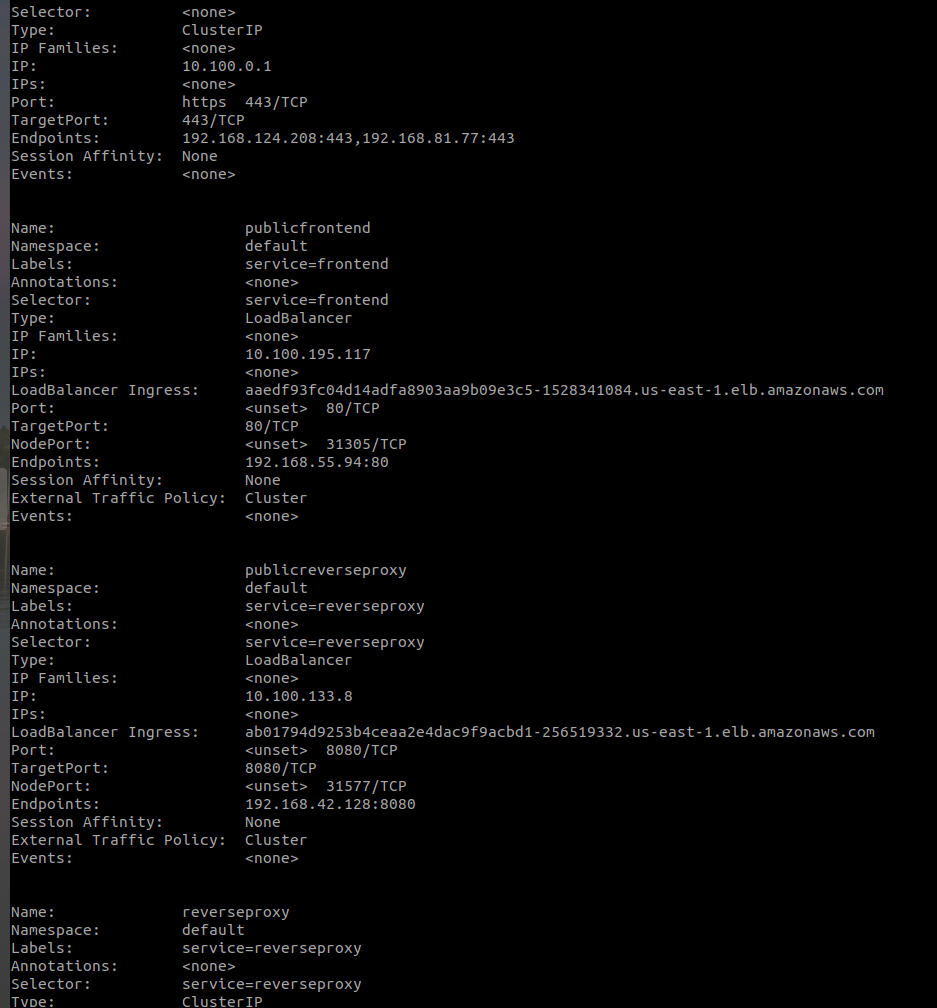 Selector:          <none>
Type:              ClusterIP
IP Families:       <none>
IP:                10.100.0.1
IPs:               <none>
Port:              https  443/TCP
TargetPort:        443/TCP
Endpoints:         192.168.124.208:443,192.168.81.77:443
Session Affinity:  None
Events:            <none>

Name:                     publicfrontend
Namespace:                default
Labels:                   service=frontend
Annotations:              <none>
Selector:                 service=frontend
Type:                     LoadBalancer
IP Families:              <none>
IP:                       10.100.195.117
IPs:                      <none>
LoadBalancer Ingress:     aaedf93fc04d14adfa8903aa9b09e3c5-1528341084.us-east-1.elb.amazonaws.com
Port:                     <unset>  80/TCP
TargetPort:               80/TCP
NodePort:                 <unset>  31305/TCP
Endpoints:                192.168.55.94:80
Session Affinity:         None
External Traffic Policy:  Cluster
Events:                   <none>

Name:                     publicreverseproxy
Namespace:                default
Labels:                   service=reverseproxy
Annotations:              <none>
Selector:                 service=reverseproxy
Type:                     LoadBalancer
IP Families:              <none>
IP:                       10.100.133.8
IPs:                      <none>
LoadBalancer Ingress:     ab01794d9253b4ceaa2e4dac9f9acbd1-256519332.us-east-1.elb.amazonaws.com
Port:                     <unset>  8080/TCP
TargetPort:               8080/TCP
NodePort:                 <unset>  31577/TCP
Endpoints:                192.168.42.128:8080
Session Affinity:         None
External Traffic Policy:  Cluster
Events:                   <none>

Name:              reverseproxy
Namespace:         default
Labels:            service=reverseproxy
Annotations:       <none>
Selector:          service=reverseproxy
Type:              ClusterIP